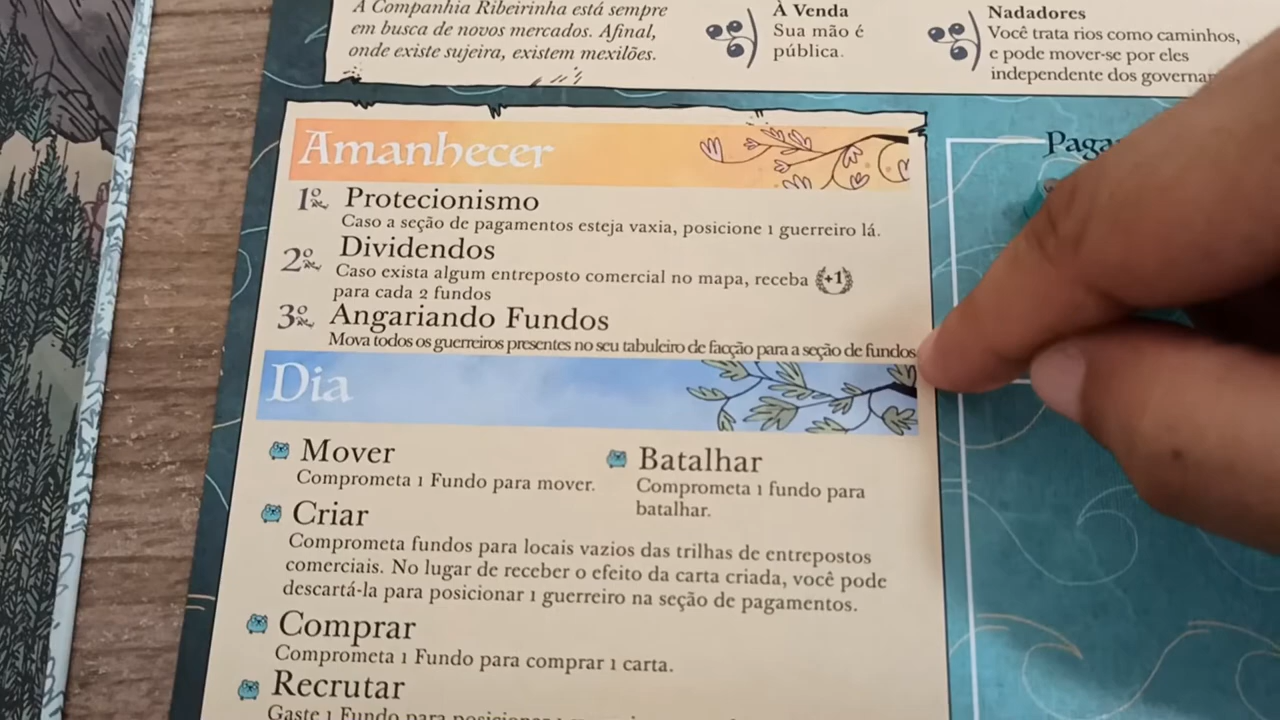 A Companhia Ribeirinha está sempre
em busca de novos mercados. Afinal,
onde existe sujeira, existem mexilões.
À Venda
Sua mão é
pública.
Nadadores
Você trata rios como caminhos,
e pode mover-se por eles
independente dos
Amanhecer
1º Protecionismo
Caso a seção de pagamentos esteja vaxia, posicione 1 guerreiro lá.
2º Dividendos
Caso exista algum entreposto comercial no mapa, receba +1
para cada 2 fundos
3º Angariando Fundos
Mova todos os guerreiros presentes no seu tabuleiro de facção para a seção de fundos
Dia
Mover
Comprometa 1 Fundo para mover.
Batalhar
Comprometa 1 fundo para
batalhar.
Criar
Comprometa fundos para locais vazios das trilhas de entrepostos
comerciais. No lugar de receber o efeito da carta criada, você pode
descartá-la para posicionar 1 guerreiro na seção de pagamentos.
Comprar
Comprometa 1 Fundo para comprar 1 carta.
Recrutar
Gaste 1 Fundo para